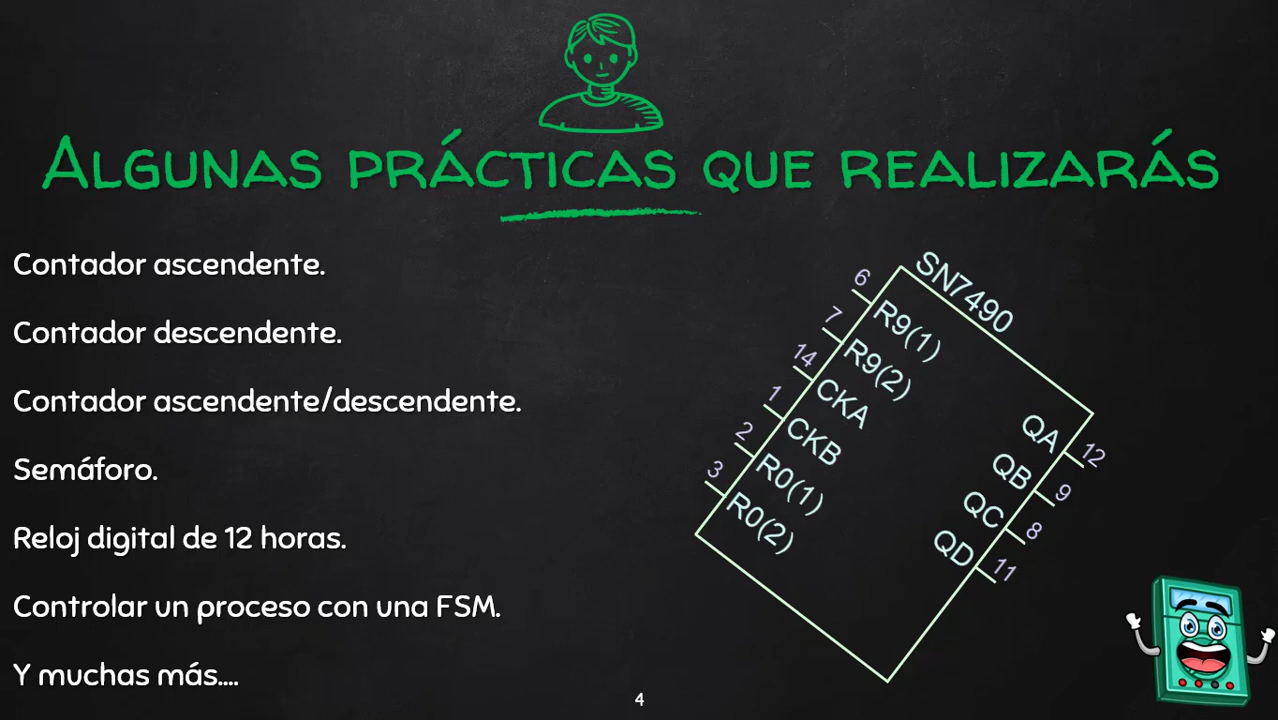 Algunas prácticas que realizarás
Contador ascendente.
Contador descendente.
Contador ascendente/descendente.
Semáforo.
Reloj digital de 12 horas.
Controlar un proceso con una FSM.
Y muchas más....
SN7490
6 R9(1)
7 R9(2)
14 CKA
1 CKB
2 R0(1)
3 R0(2)
QA 12
QB 9
QC 8
QD 11
4